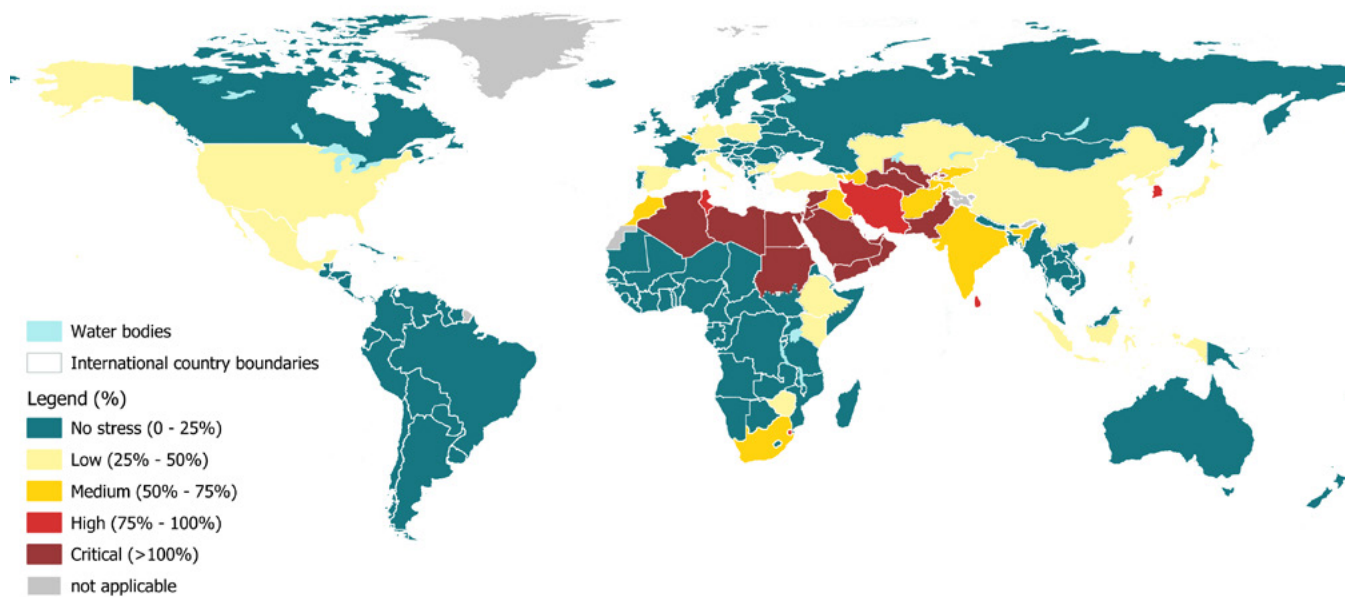 Water bodies
International country boundaries
Legend (%)
No stress (0 - 25%)
Low (25% - 50%)
Medium (50% - 75%)
High (75% - 100%)
Critical (>100%)
not applicable